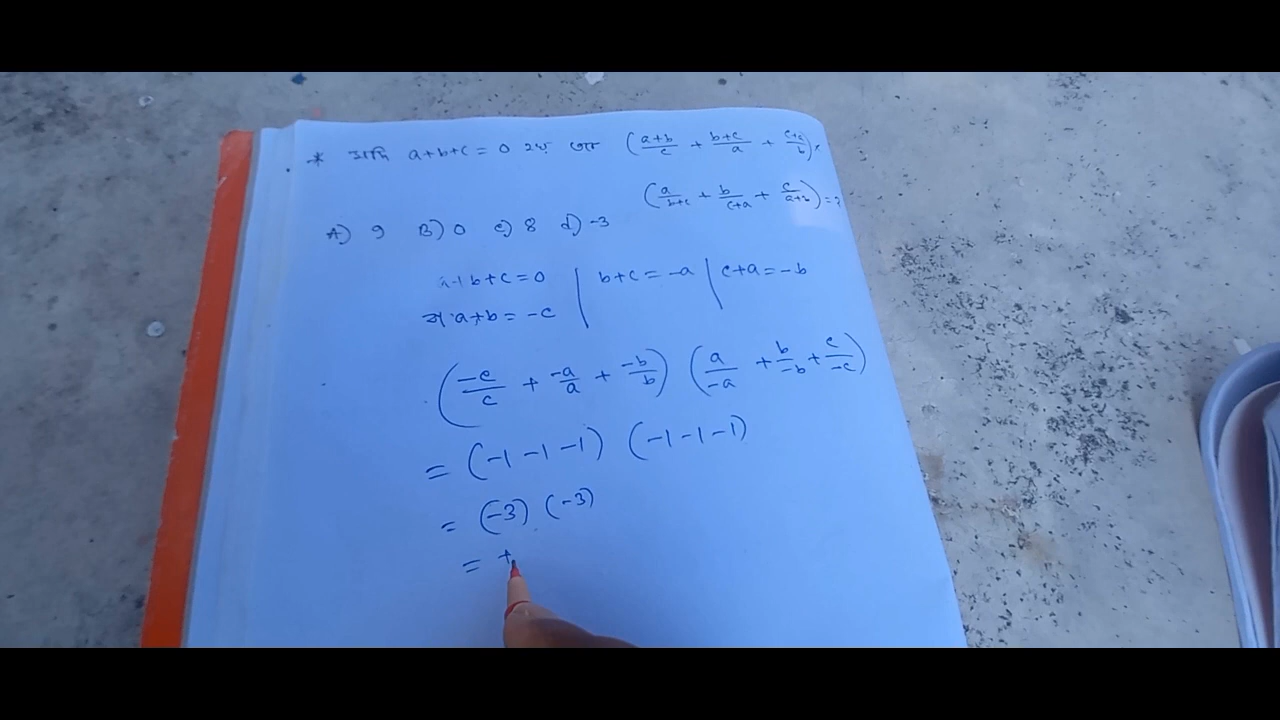 * যদি a+b+c = 0 হয় তবে (a+b/c + b+c/a + c+a/b) ×
(a/b+c + b/c+a + c/a+b) = ?
A) 9 B) 0 c) 8 d) -3
a+b+c = 0 | b+c = -a | c+a = -b
বা a+b = -c
(-c/c + -a/a + -b/b) (a/-a + b/-b + c/-c)
= (-1-1-1) (-1-1-1)
= (-3) (-3)
= +